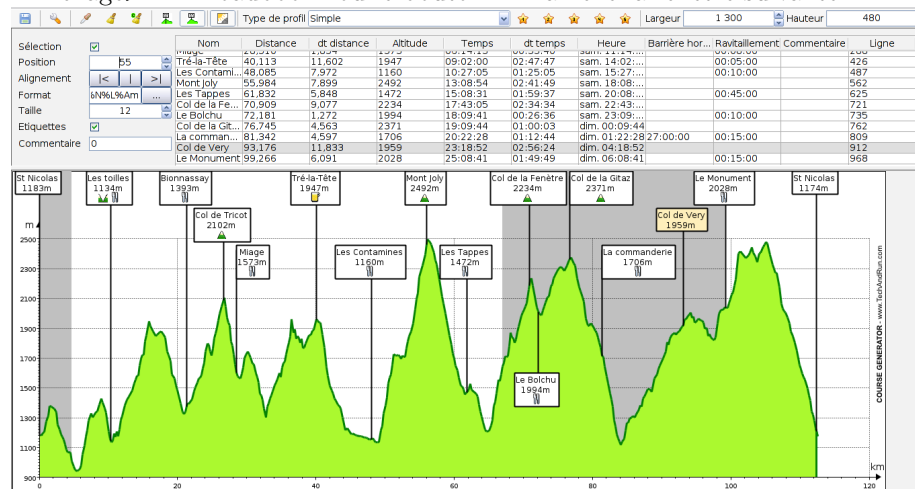 Type de profil Simple Largeur 1 300 Hauteur 480
Sélection
Position 55
Alignement |< | >|
Format %N%L%Am ...
Taille 12
Etiquettes
Commentaire 0
Nom Distance dt distance Altitude Temps dt temps Heure Barrière hor... Ravitaillement Commentaire Ligne
Tré-la-Tête 40,113 11,602 1947 09:02:00 02:47:47 sam. 14:02:... 00:05:00 426
Les Contami... 48,085 7,972 1160 10:27:05 01:25:05 sam. 15:27:... 00:10:00 487
Mont Joly 55,984 7,899 2492 13:08:54 02:41:49 sam. 18:08:... 562
Les Tappes 61,832 5,848 1472 15:08:31 01:59:37 sam. 20:08:... 00:45:00 625
Col de la Fe... 70,909 9,077 2234 17:43:05 02:34:34 sam. 22:43:... 721
Le Bolchu 72,181 1,272 1994 18:09:41 00:26:36 sam. 23:09:... 00:10:00 735
Col de la Git... 76,745 4,563 2371 19:09:44 01:00:03 dim. 00:09:44 762
La comman... 81,342 4,597 1706 20:22:28 01:12:44 dim. 01:22:28 27:00:00 00:15:00 809
Col de Very 93,176 11,833 1959 23:18:52 02:56:24 dim. 04:18:52 912
Le Monument 99,266 6,091 2028 25:08:41 01:49:49 dim. 06:08:41 00:15:00 968
St Nicolas
1183m
Les toilles
1134m
Bionnassay
1393m
Tré-la-Tête
1947m
Mont Joly
2492m
Col de la Fenêtre
2234m
Col de la Gitaz
2371m
Le Monument
2028m
St Nicolas
1174m
Col de Tricot
2102m
Col de Very
1959m
Miage
1573m
Les Contamines
1160m
Les Tappes
1472m
La commanderie
1706m
Le Bolchu
1994m
m
2500
2300
2100
1900
1700
1500
1300
1100
900
km
0 20 40 60 80 100 120
COURSE GENERATOR - www.TechAndRun.com